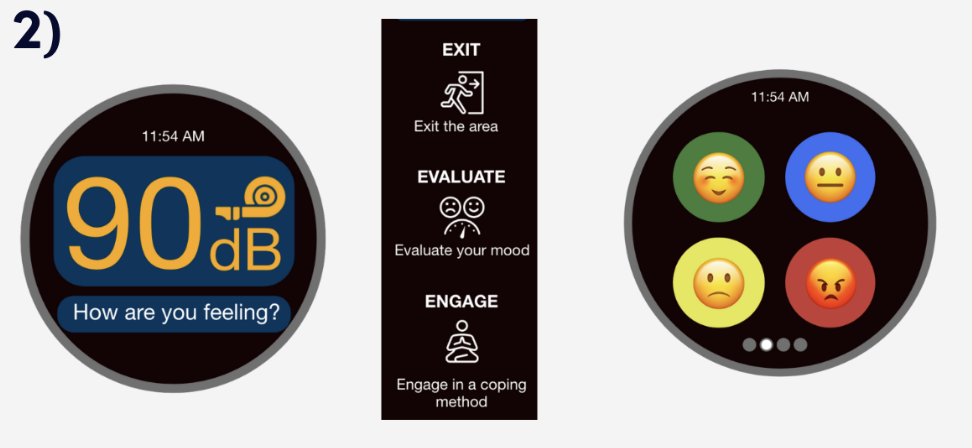 2)
11:54 AM
90 dB
How are you feeling?
EXIT
Exit the area
EVALUATE
Evaluate your mood
ENGAGE
Engage in a coping
method
11:54 AM